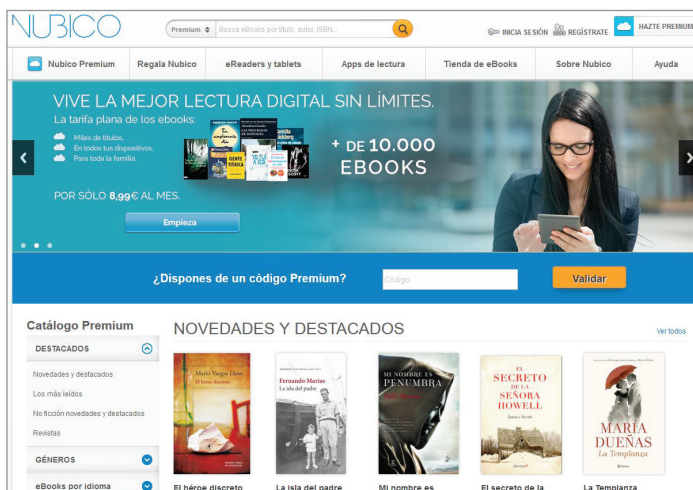 NUBICO
Premium
Busca eBooks por título, autor, ISBN...
INICIA SESIÓN
REGÍSTRATE
HAZTE PREMIUM
Nubico Premium
Regala Nubico
eReaders y tablets
Apps de lectura
Tienda de eBooks
Sobre Nubico
Ayuda
VIVE LA MEJOR LECTURA DIGITAL SIN LÍMITES.
La tarifa plana de los ebooks:
Miles de títulos.
En todos tus dispositivos.
Para toda la familia
GENTE TÓXICA
+ DE 10.000
EBOOKS
POR SÓLO 8,99€ AL MES.
Empieza
¿Dispones de un código Premium?
Código
Validar
Catálogo Premium
DESTACADOS
Novedades y destacados
Los más leídos
No ficción novedades y destacados
Revistas
GÉNEROS
eBooks por idioma
NOVEDADES Y DESTACADOS
Ver todos
Mario Vargas Llosa
El héroe discreto
Fernando Marías
La isla del padre
MI NOMBRE ES
PENUMBRA
EL
SECRETO
DE LA
SEÑORA
HOWELL
MARÍA
DUEÑAS
La Templanza
El héroe discreto
La isla del padre
Mi nombre es
El secreto de la
La Templanza